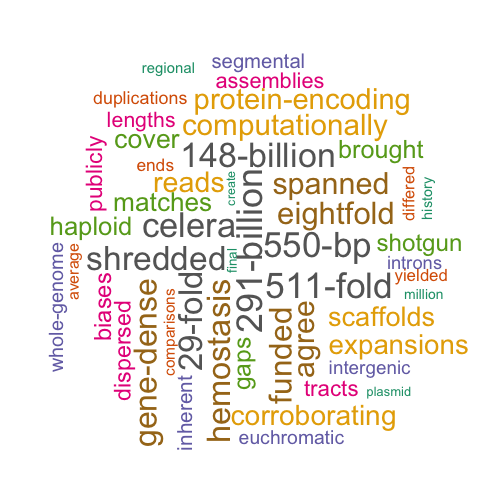 segmental
regional
assemblies
duplications
protein-encoding
lengths
computationally
cover
148-billion
brought
publicly
ends
reads
create
spanned
differed
history
matches
eightfold
haploid
celera
291-billion
550-bp
shotgun
whole-genome
average
shredded
final
511-fold
introns
yielded
million
biases
dispersed
gene-dense
comparisons
29-fold
inherent
hemostasis
gaps
funded
agree
scaffolds
expansions
intergenic
tracts
plasmid
corroborating
euchromatic